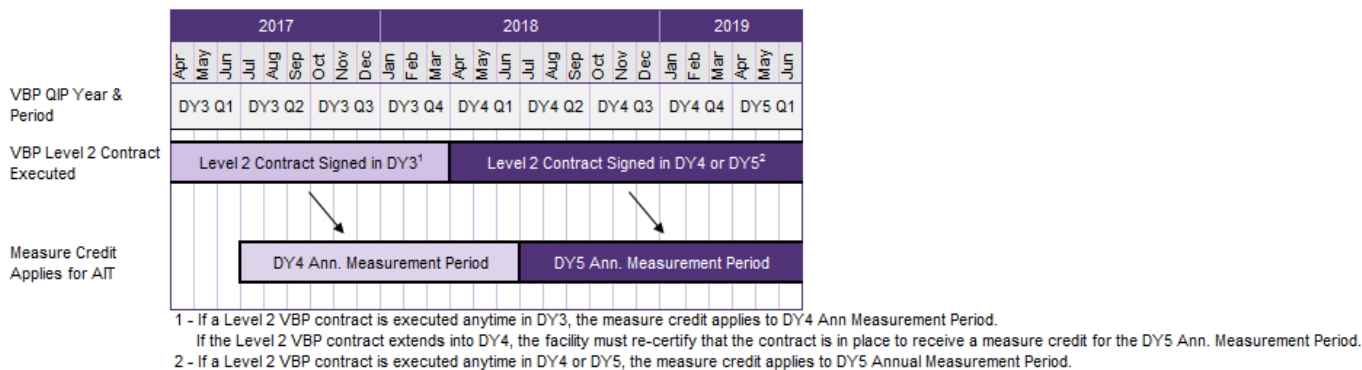 2017 2018 2019
Apr May Jun Jul Aug Sep Oct Nov Dec Jan Feb Mar Apr May Jun Jul Aug Sep Oct Nov Dec Jan Feb Mar Apr May Jun
VBP QIP Year &
Period
DY3 Q1 DY3 Q2 DY3 Q3 DY3 Q4 DY4 Q1 DY4 Q2 DY4 Q3 DY4 Q4 DY5 Q1
VBP Level 2 Contract
Executed
Level 2 Contract Signed in DY3¹ Level 2 Contract Signed in DY4 or DY5²
Measure Credit
Applies for AIT
DY4 Ann. Measurement Period DY5 Ann. Measurement Period
1 - If a Level 2 VBP contract is executed anytime in DY3, the measure credit applies to DY4 Ann Measurement Period.
If the Level 2 VBP contract extends into DY4, the facility must re-certify that the contract is in place to receive a measure credit for the DY5 Ann. Measurement Period.
2 - If a Level 2 VBP contract is executed anytime in DY4 or DY5, the measure credit applies to DY5 Annual Measurement Period.